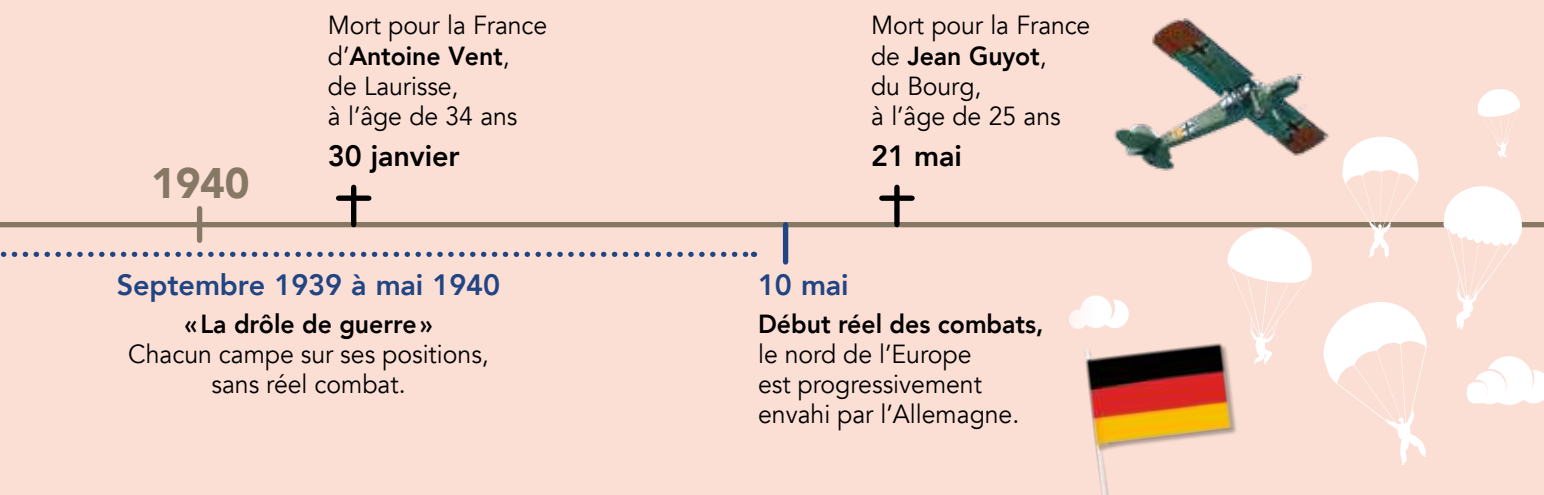 Mort pour la France
d’Antoine Vent,
de Laurisse,
à l’âge de 34 ans
30 janvier
Mort pour la France
de Jean Guyot,
du Bourg,
à l’âge de 25 ans
21 mai
1940
Septembre 1939 à mai 1940
«La drôle de guerre»
Chacun campe sur ses positions,
sans réel combat.
10 mai
Début réel des combats,
le nord de l’Europe
est progressivement
envahi par l’Allemagne.